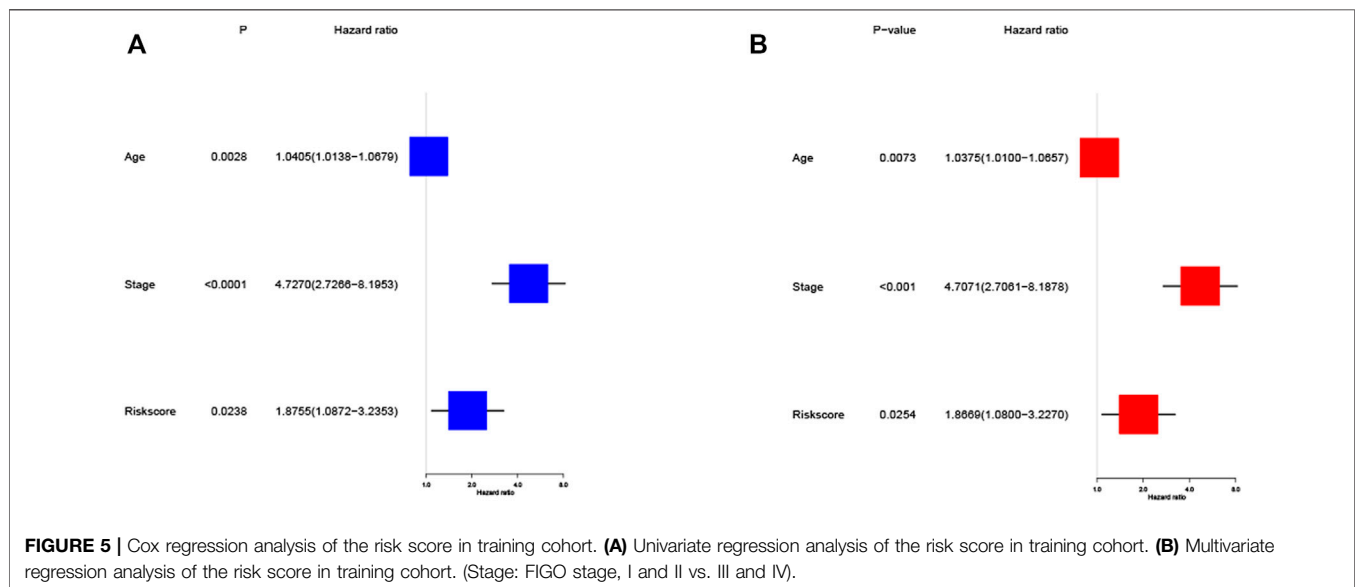 A
P Hazard ratio
Age 0.0028 1.0405(1.0138−1.0679)
Stage <0.0001 4.7270(2.7266−8.1953)
Riskscore 0.0238 1.8755(1.0872−3.2353)
1.0 2.0 4.0 8.0
Hazard ratio
B
P−value Hazard ratio
Age 0.0073 1.0375(1.0100−1.0657)
Stage <0.001 4.7071(2.7061−8.1878)
Riskscore 0.0254 1.8669(1.0800−3.2270)
1.0 2.0 4.0 8.0
Hazard ratio
FIGURE 5 | Cox regression analysis of the risk score in training cohort. (A) Univariate regression analysis of the risk score in training cohort. (B) Multivariate
regression analysis of the risk score in training cohort. (Stage: FIGO stage, I and II vs. III and IV).